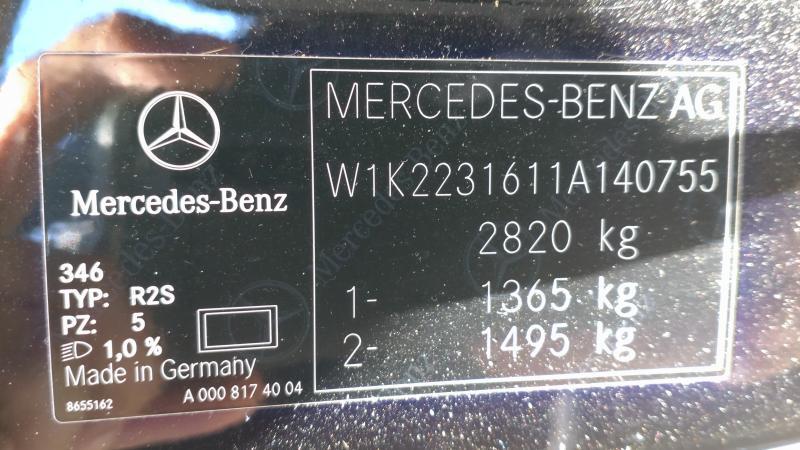 Mercedes-Benz
346
TYP: R2S
PZ: 5
1,0 %
Made in Germany
8655162
A 000 817 40 04
MERCEDES-BENZ AG
W1K2231611A140755
2820 kg
1- 1365 kg
2- 1495 kg